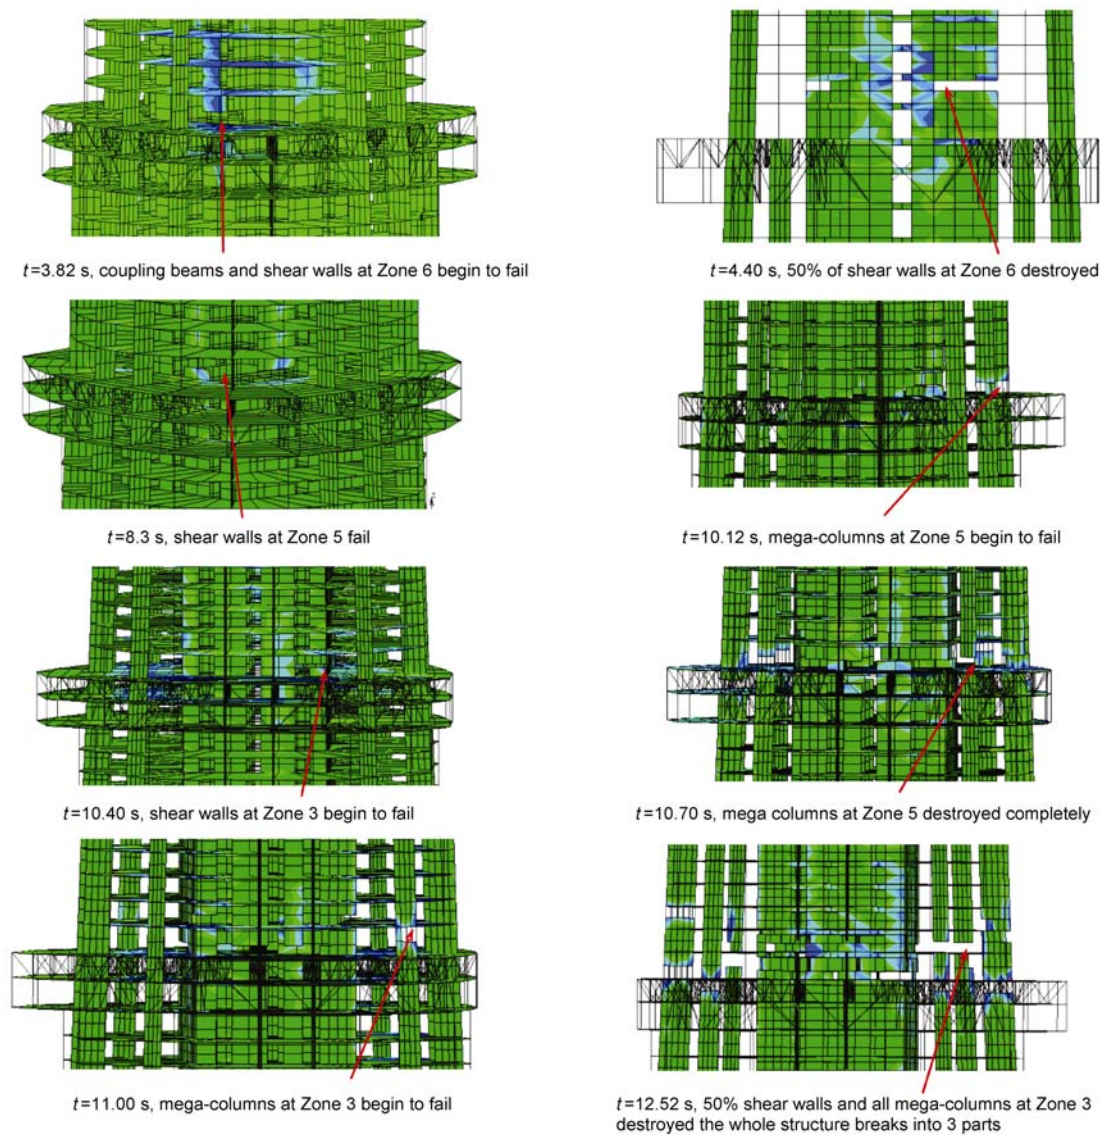 t=3.82 s, coupling beams and shear walls at Zone 6 begin to fail
t=4.40 s, 50% of shear walls at Zone 6 destroyed
t=8.3 s, shear walls at Zone 5 fail
t=10.12 s, mega-columns at Zone 5 begin to fail
t=10.40 s, shear walls at Zone 3 begin to fail
t=10.70 s, mega columns at Zone 5 destroyed completely
t=11.00 s, mega-columns at Zone 3 begin to fail
t=12.52 s, 50% shear walls and all mega-columns at Zone 3
destroyed the whole structure breaks into 3 parts